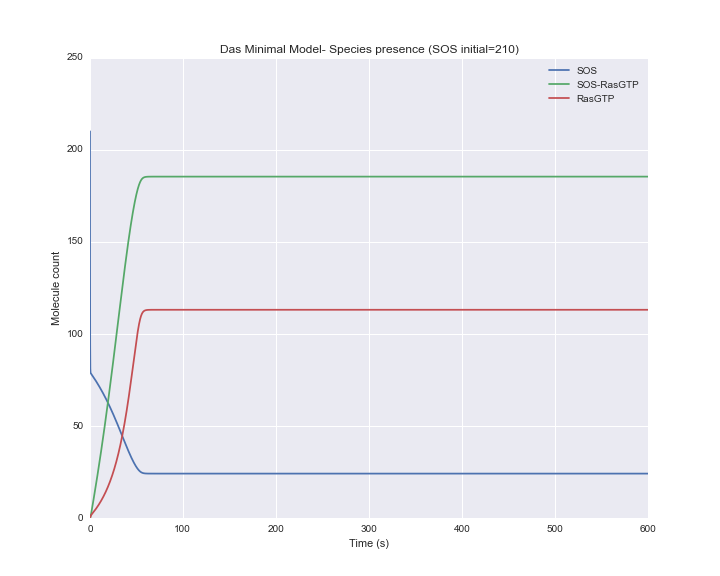 Das Minimal Model- Species presence (SOS initial=210)
250
200
150
100
50
0
Molecule count
SOS
SOS-RasGTP
RasGTP
0 100 200 300 400 500 600
Time (s)